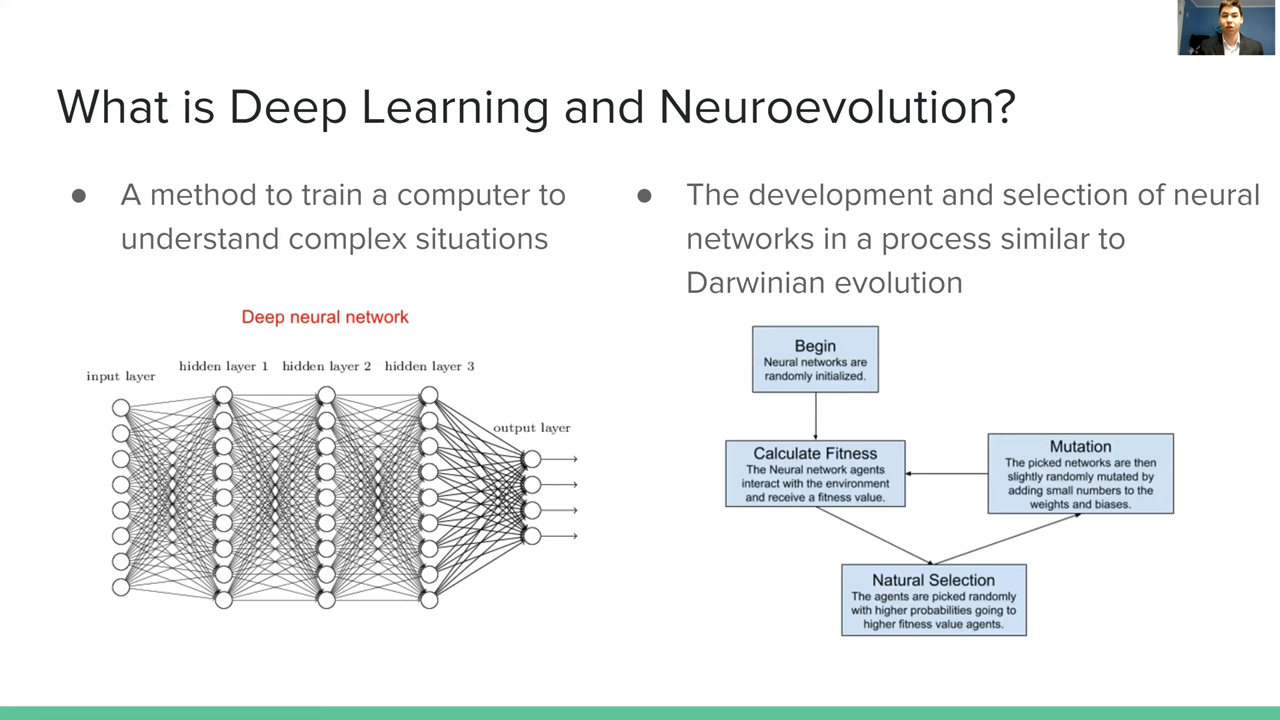 What is Deep Learning and Neuroevolution?
● A method to train a computer to
understand complex situations
● The development and selection of neural
networks in a process similar to
Darwinian evolution
Deep neural network
input layer
hidden layer 1
hidden layer 2
hidden layer 3
output layer
Begin
Neural networks are
randomly initialized.
Calculate Fitness
The Neural network agents
interact with the environment
and receive a fitness value.
Mutation
The picked networks are then
slightly randomly mutated by
adding small numbers to the
weights and biases.
Natural Selection
The agents are picked randomly
with higher probabilities going to
higher fitness value agents.